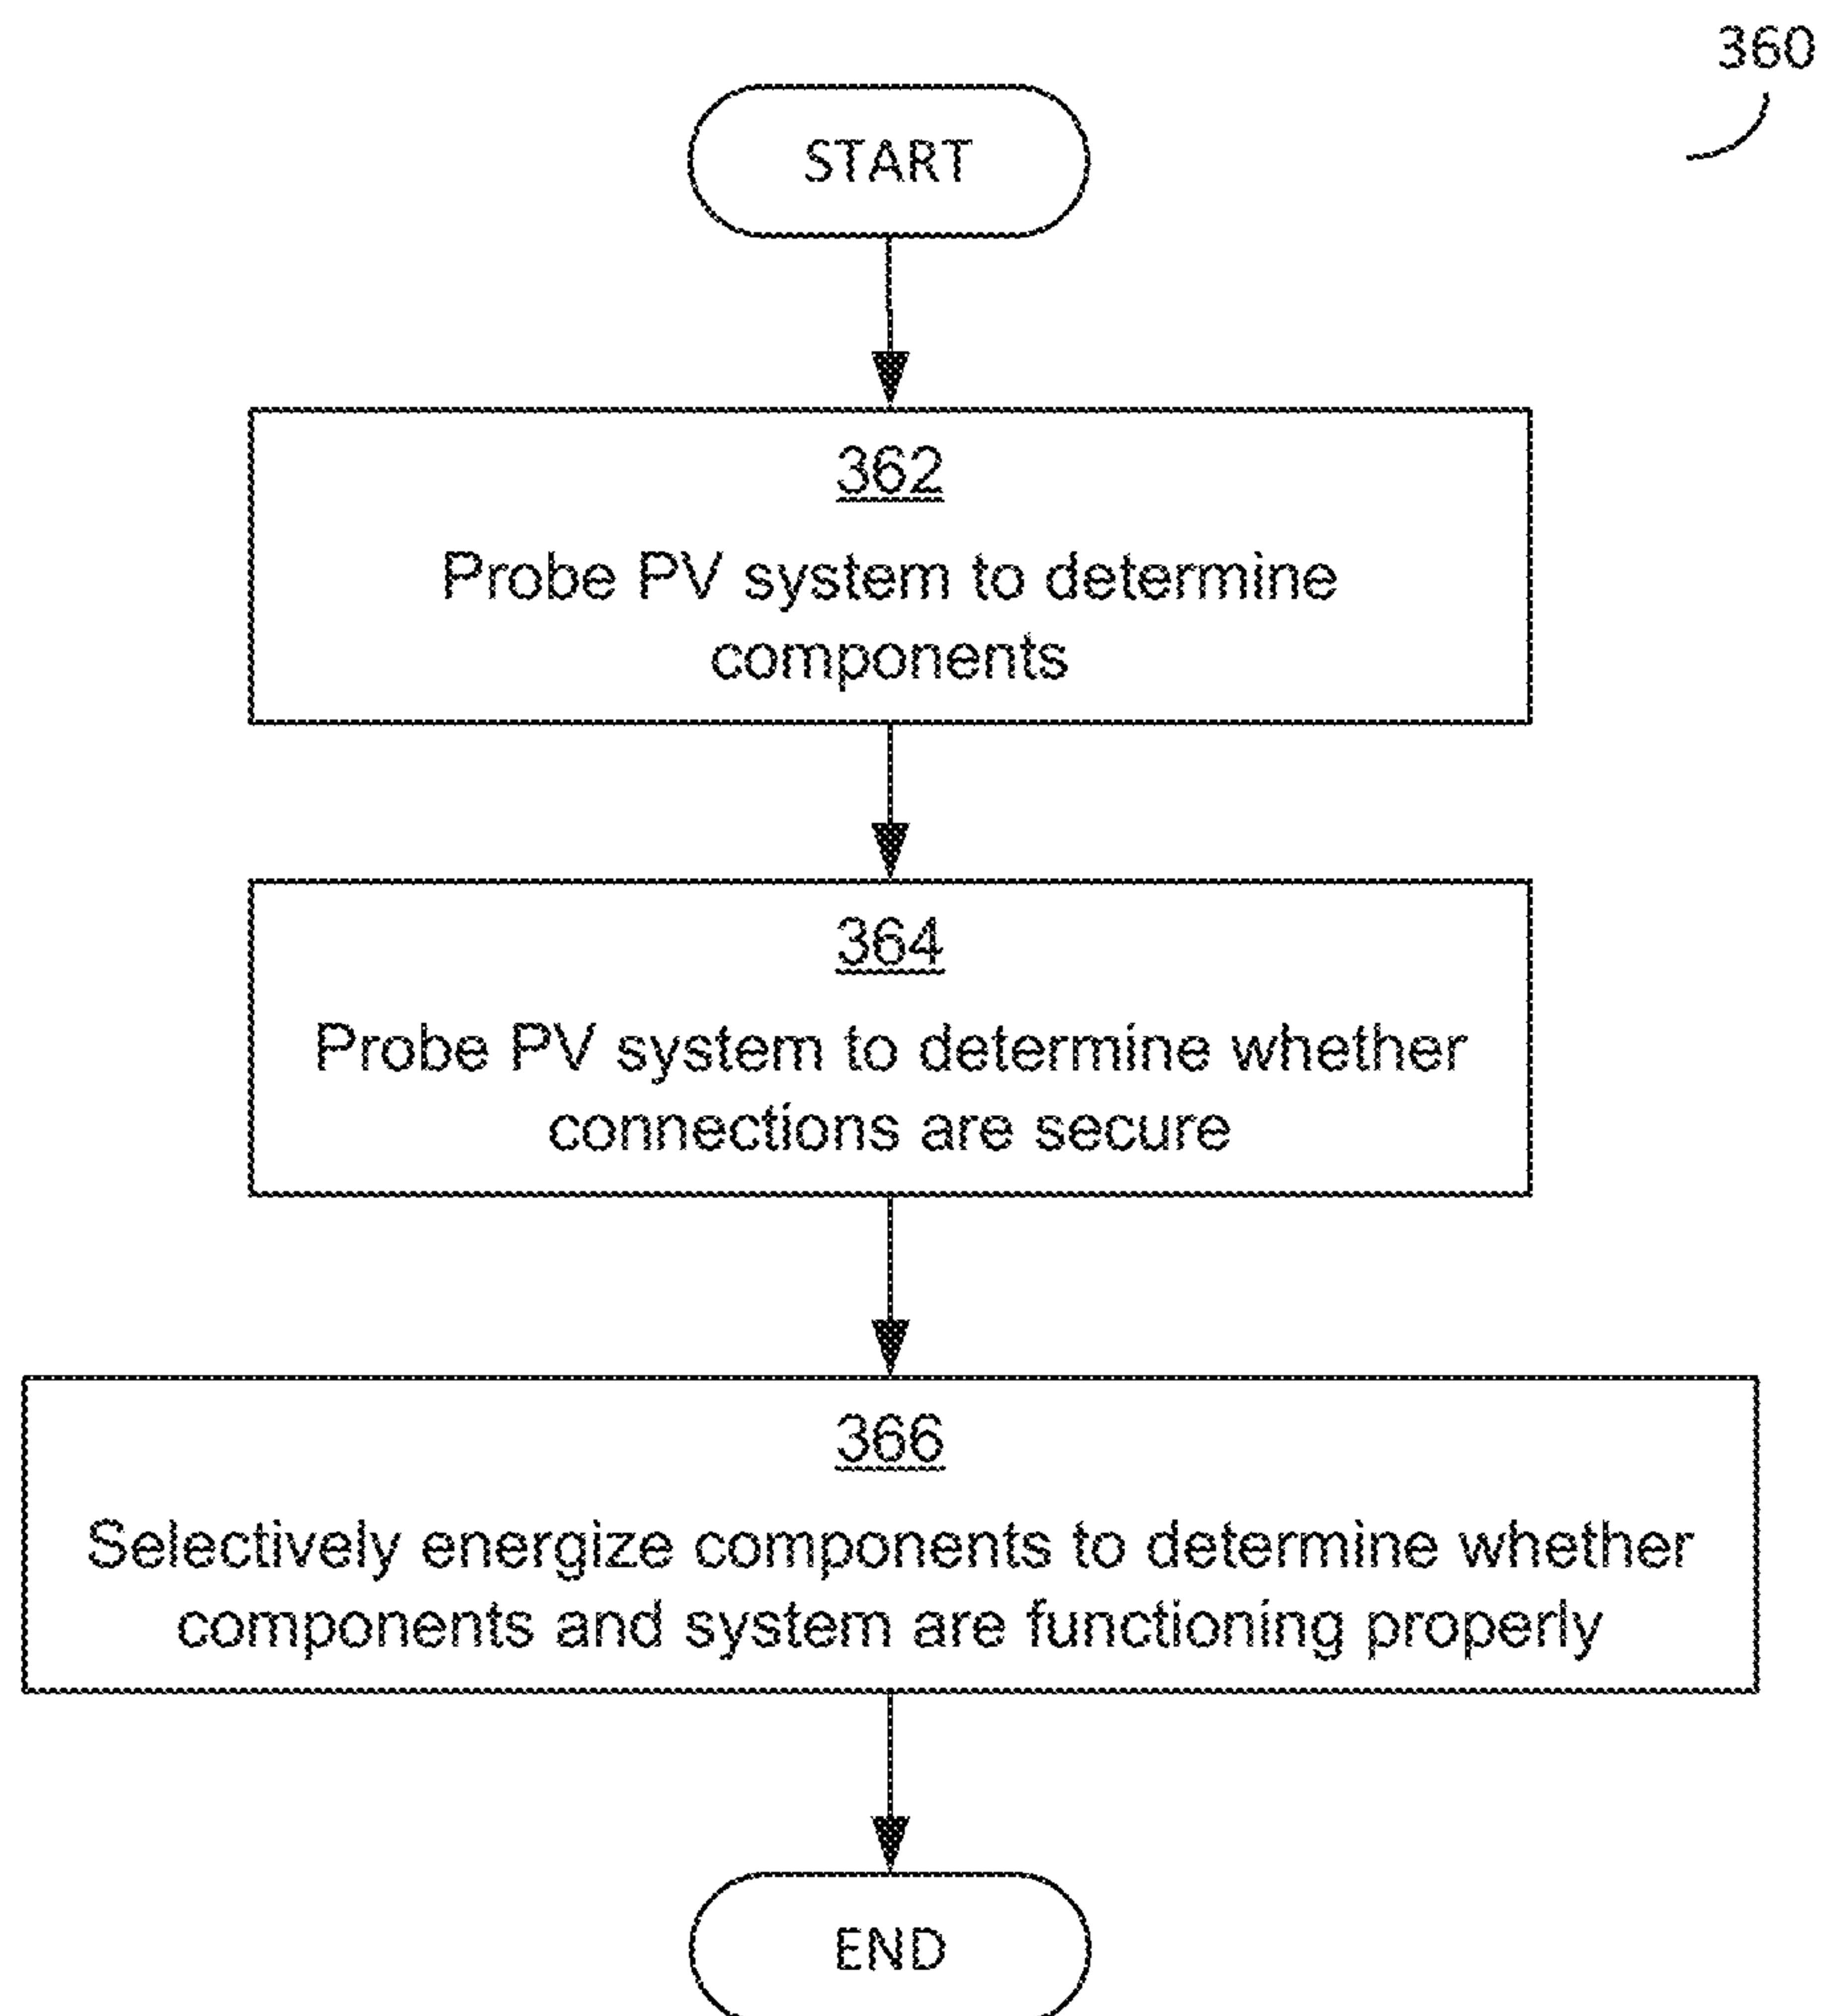 360
START
362
Probe PV system to determine
components
364
Probe PV system to determine whether
connections are secure
366
Selectively energize components to determine whether
components and system are functioning properly
END